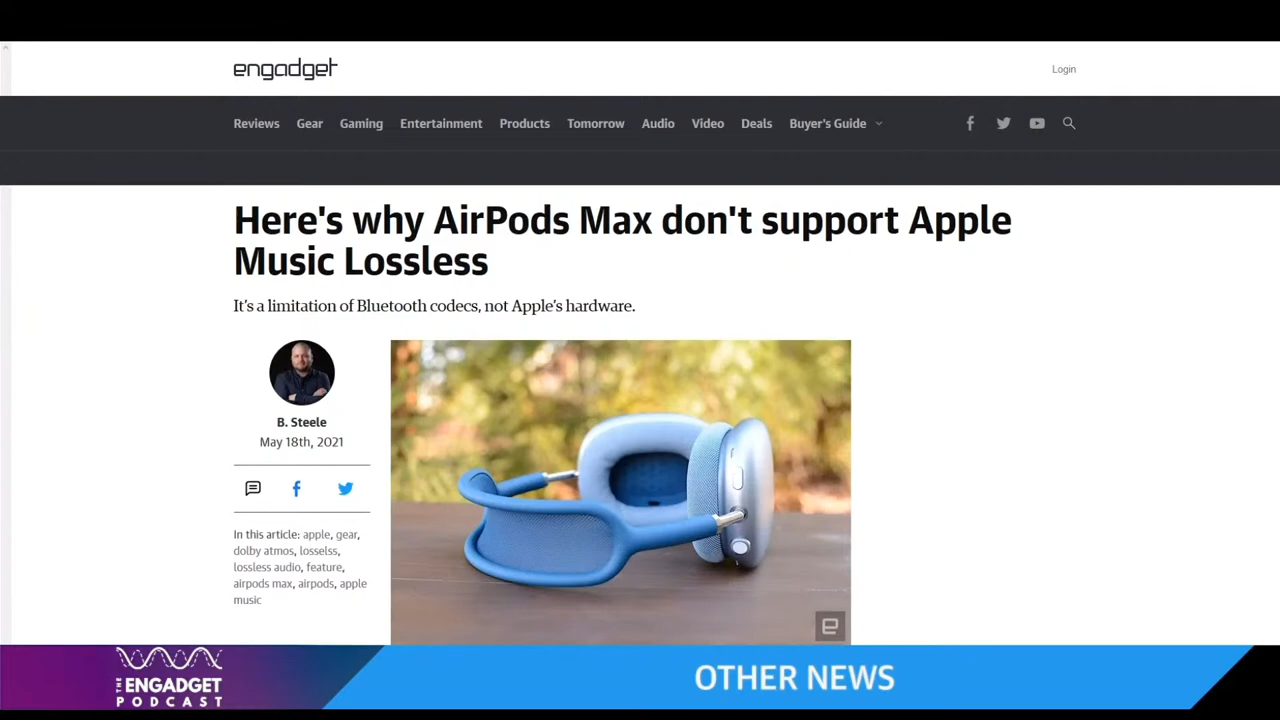 engadget
Login
Reviews Gear Gaming Entertainment Products Tomorrow Audio Video Deals Buyer's Guide
Here's why AirPods Max don't support Apple
Music Lossless
It's a limitation of Bluetooth codecs, not Apple's hardware.
B. Steele
May 18th, 2021
In this article: apple, gear,
dolby atmos, losselss,
lossless audio, feature,
airpods max, airpods, apple
music
e
THE ENGADGET
PODCAST
OTHER NEWS